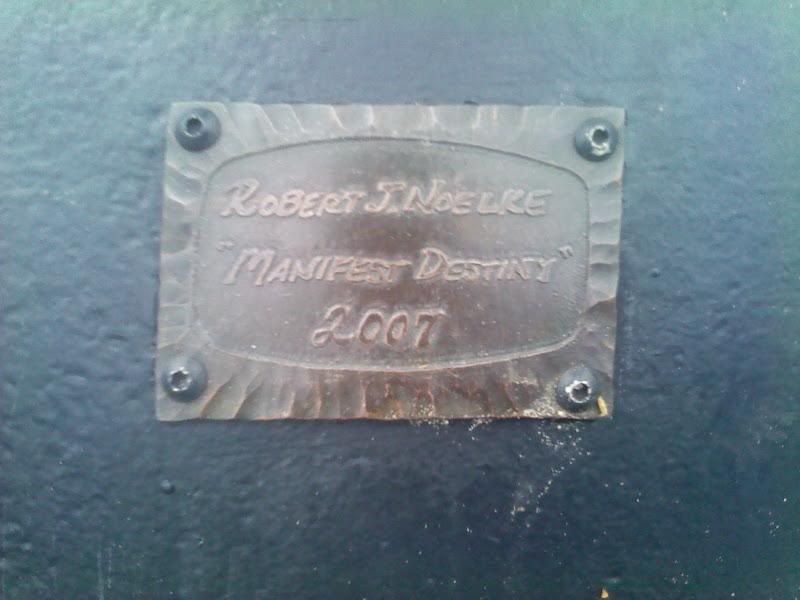 ROBERT J. NOELKE
"MANIFEST DESTINY"
2007